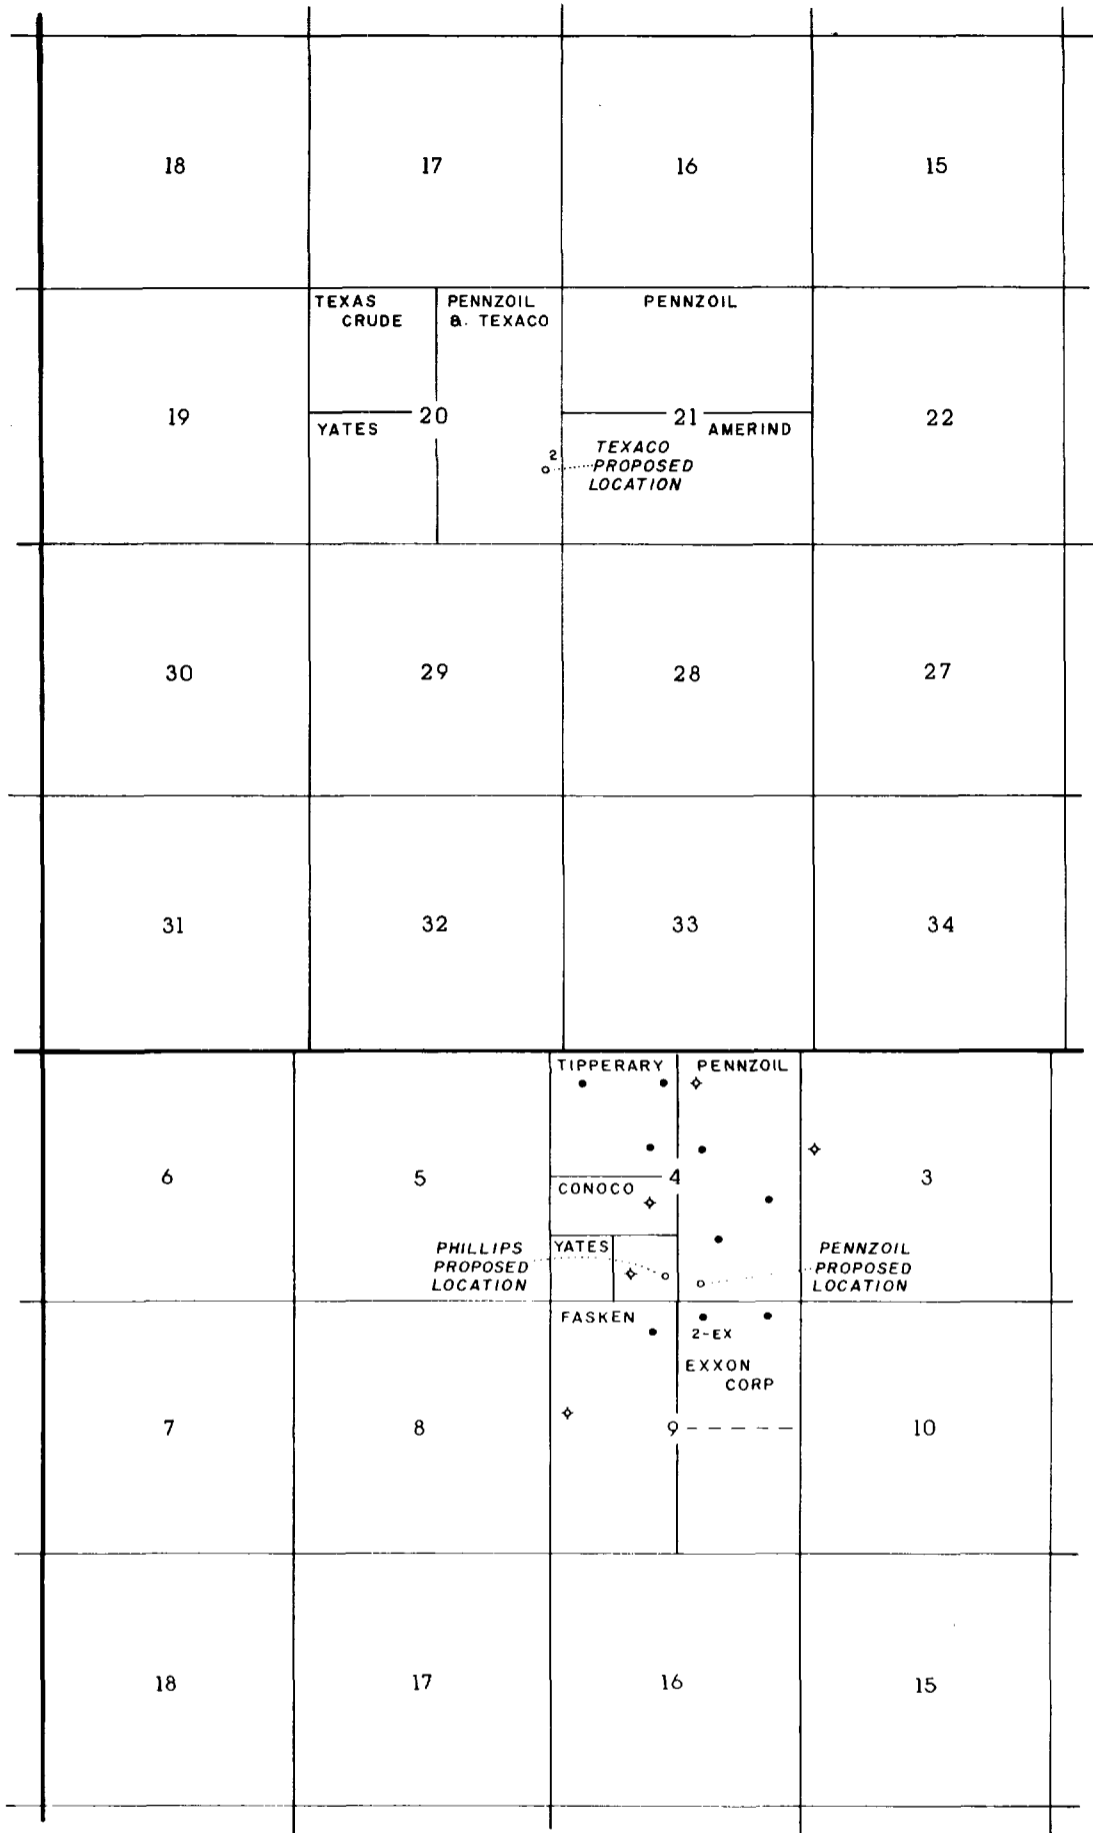 18
17
16
15
TEXAS
CRUDE
PENNZOIL
&. TEXACO
PENNZOIL
19
20
21
22
YATES
AMERIND
2
TEXACO
PROPOSED
LOCATION
30
29
28
27
31
32
33
34
TIPPERARY
PENNZOIL
6
5
4
3
CONOCO
PHILLIPS
PROPOSED
LOCATION
YATES
PENNZOIL
PROPOSED
LOCATION
FASKEN
2-EX
EXXON
CORP
7
8
9
10
18
17
16
15